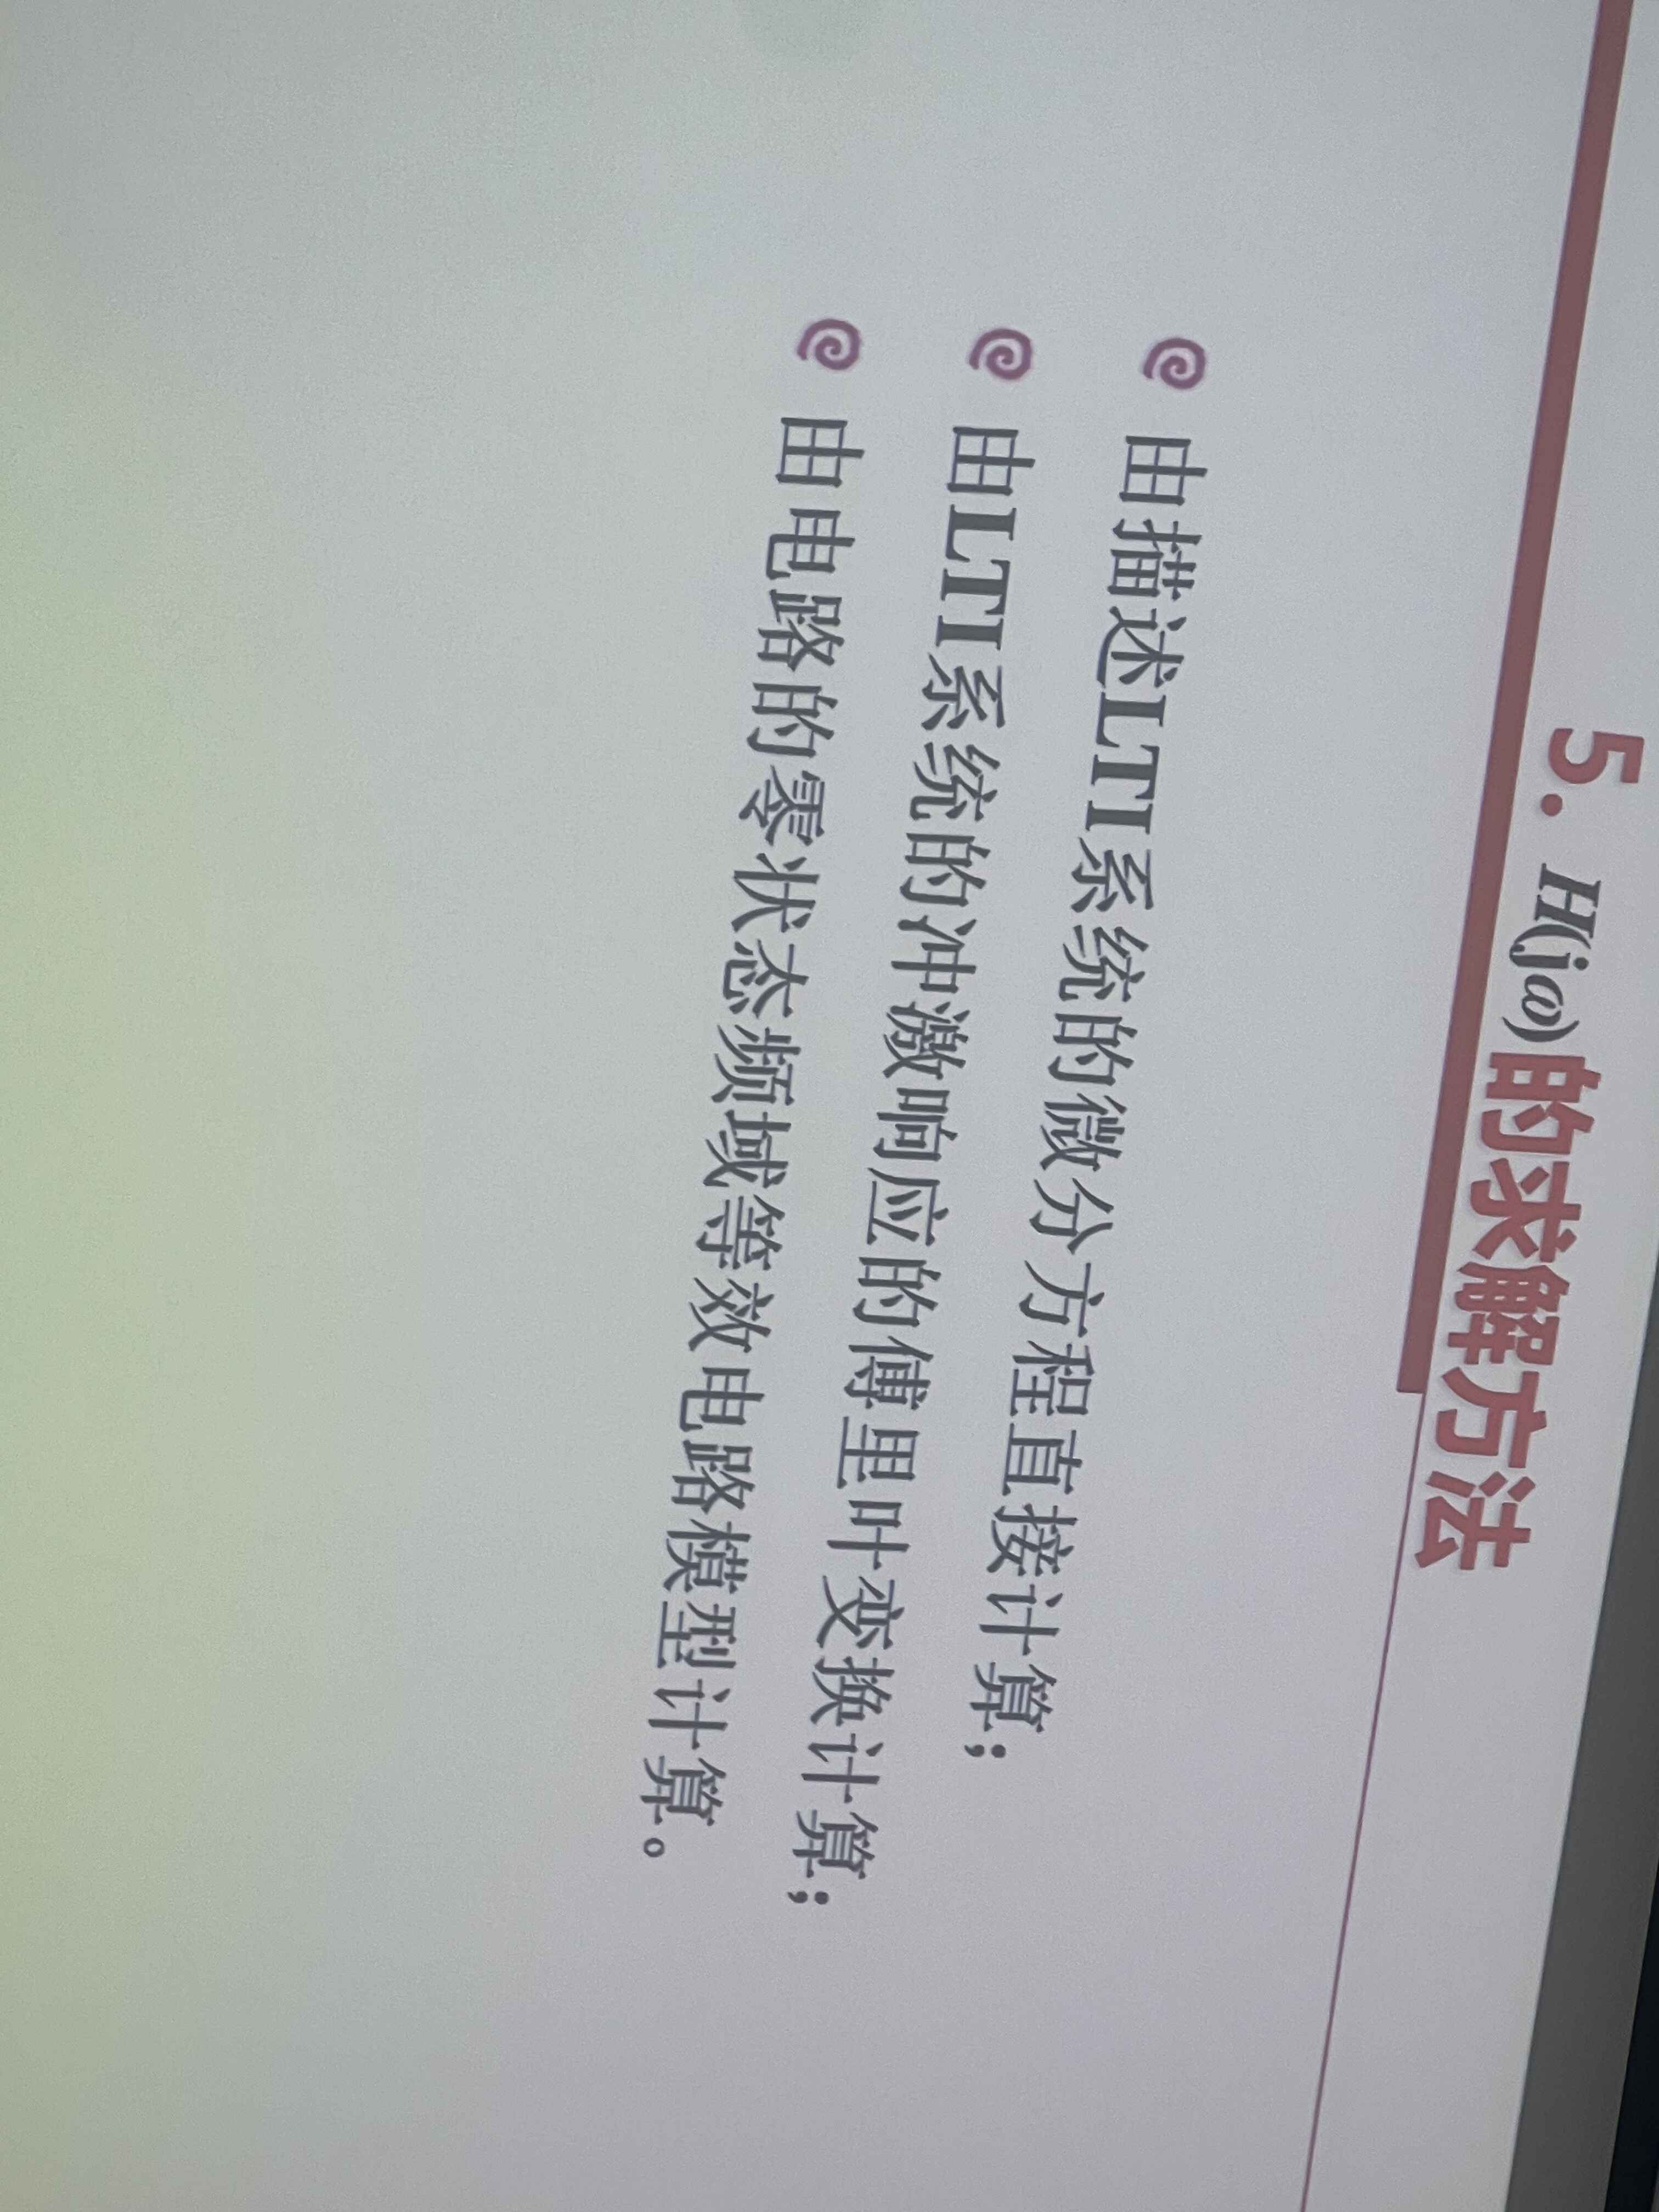 5. H(jω)的求解方法
由描述LTI系统的微分方程直接计算；
由LTI系统的冲激响应的傅里叶变换计算；
由电路的零状态频域等效电路模型计算。